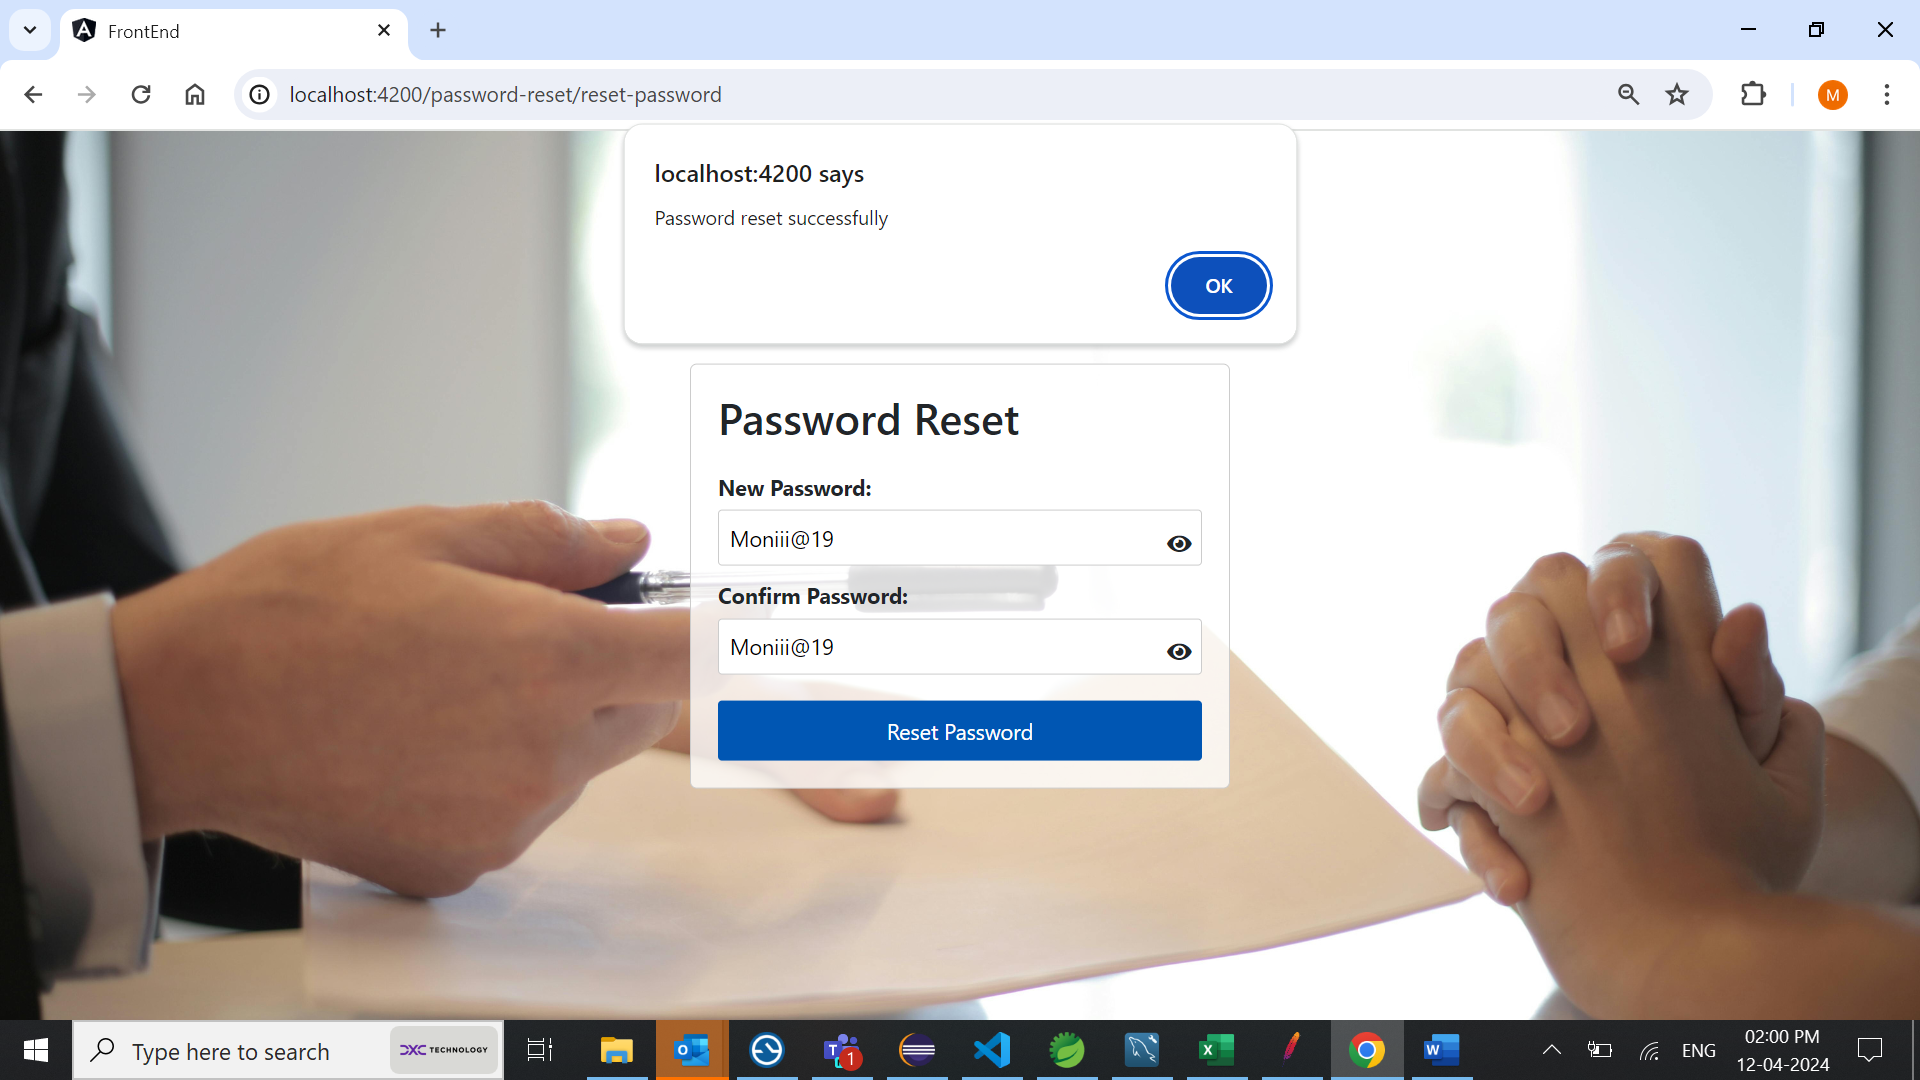 FrontEnd
localhost:4200/password-reset/reset-password
M
localhost:4200 says
Password reset successfully
OK
Password Reset
New Password:
Moniii@19
Confirm Password:
Moniii@19
Reset Password
Type here to search
DXC TECHNOLOGY
1
ENG
02:00 PM
12-04-2024